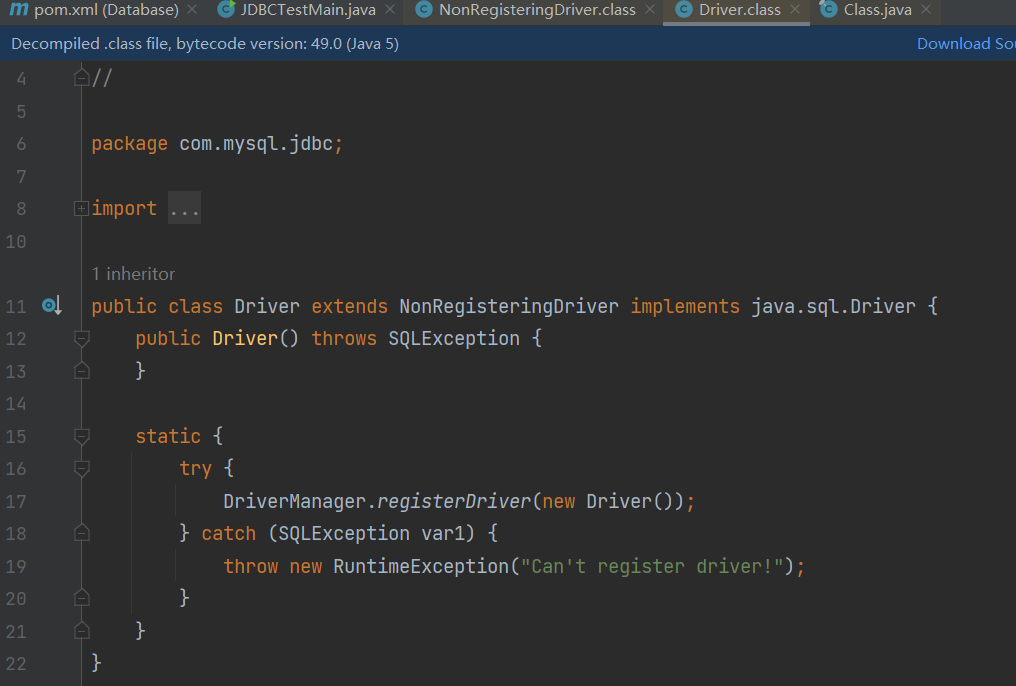 pom.xml (Database) JDBCTestMain.java NonRegisteringDriver.class Driver.class Class.java
Decompiled .class file, bytecode version: 49.0 (Java 5) Download Sou
4 //
5
6 package com.mysql.jdbc;
7
8 import ...
10
1 inheritor
11 public class Driver extends NonRegisteringDriver implements java.sql.Driver {
12 public Driver() throws SQLException {
13 }
14
15 static {
16 try {
17 DriverManager.registerDriver(new Driver());
18 } catch (SQLException var1) {
19 throw new RuntimeException("Can't register driver!");
20 }
21 }
22 }